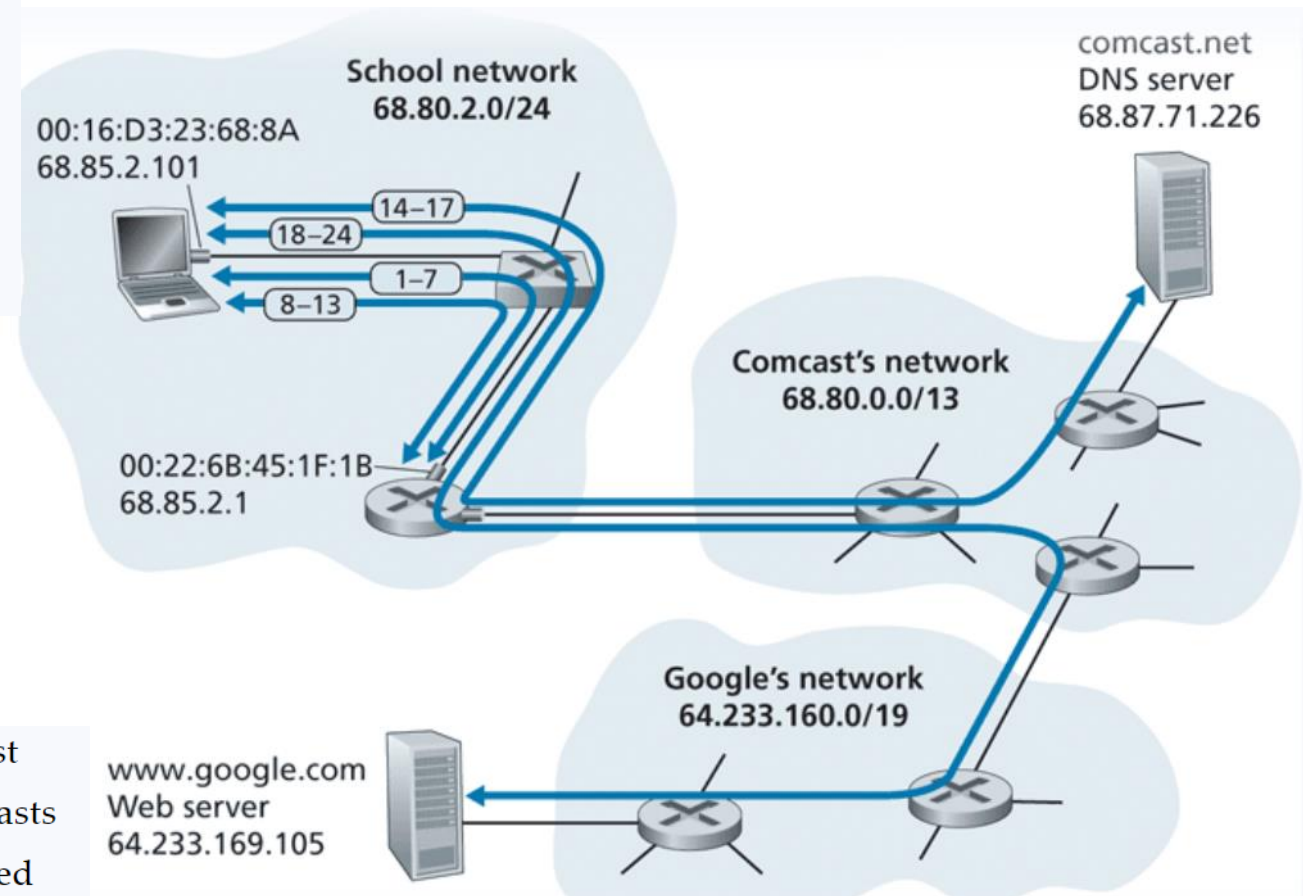 comcast.net
DNS server
68.87.71.226
School network
68.80.2.0/24
00:16:D3:23:68:8A
68.85.2.101
14–17
18–24
1–7
8–13
Comcast's network
68.80.0.0/13
00:22:6B:45:1F:1B
68.85.2.1
Google's network
64.233.160.0/19
www.google.com
Web server
64.233.169.105
st
asts
ed